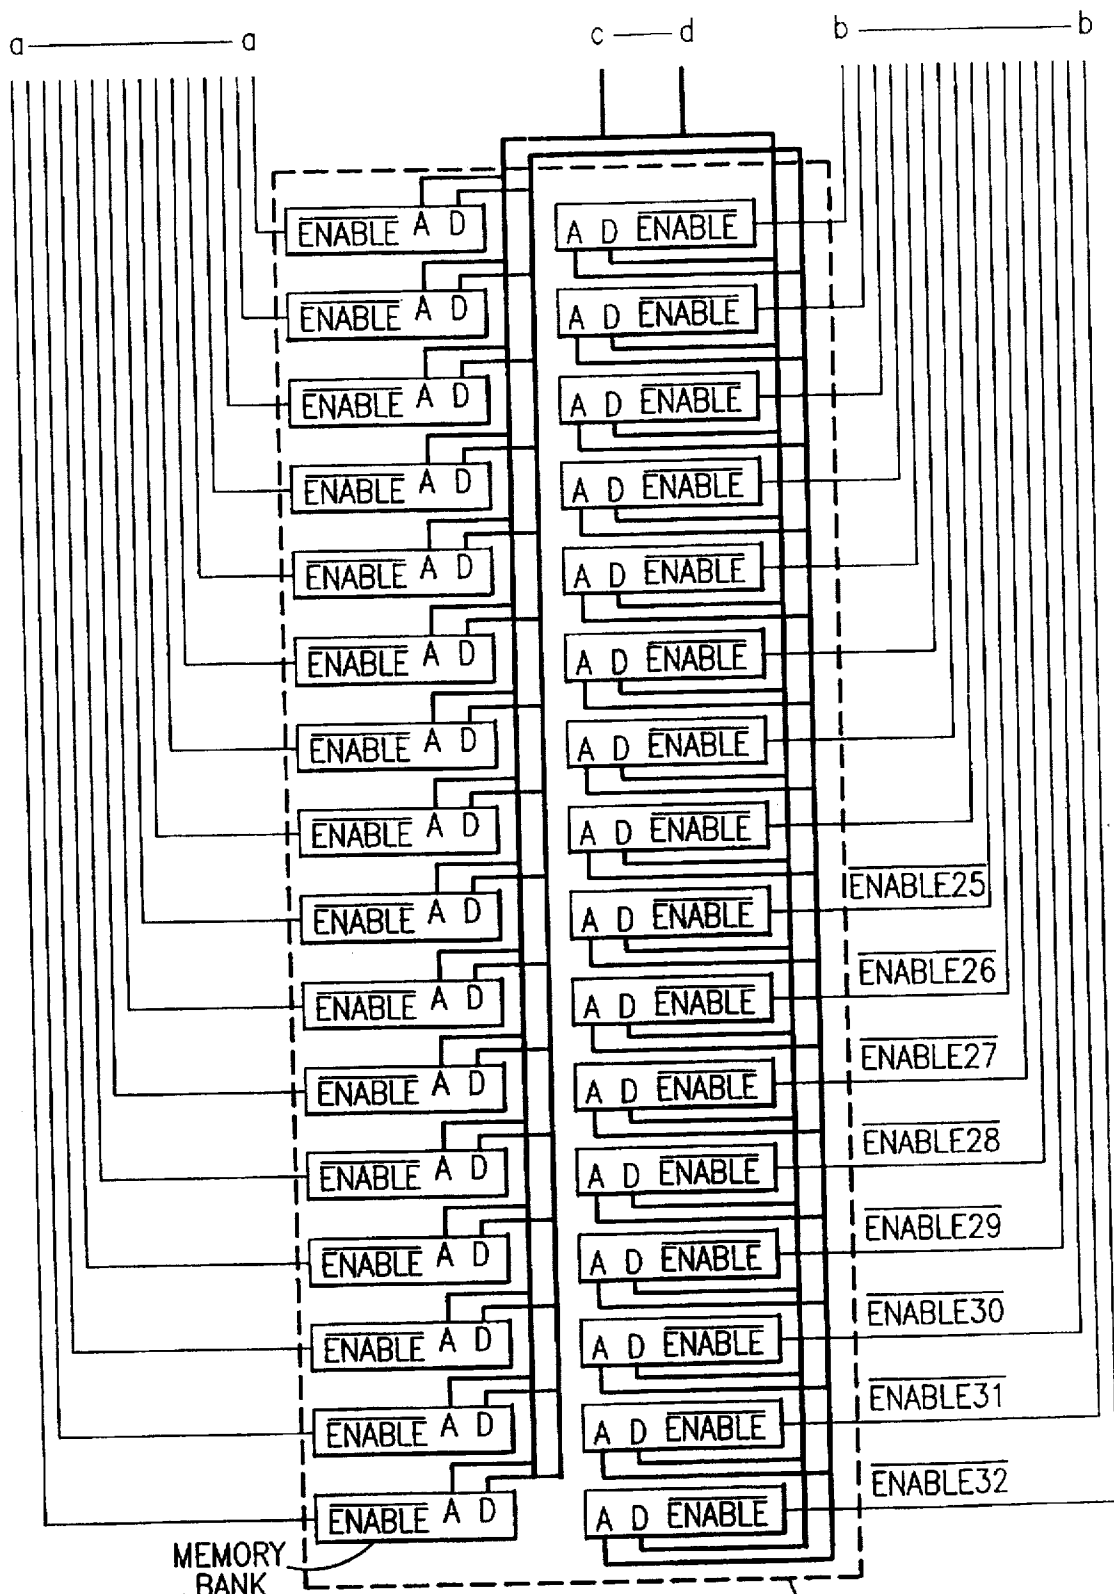 a a c d b b
ENABLE A D A D ENABLE
ENABLE A D A D ENABLE
ENABLE A D A D ENABLE
ENABLE A D A D ENABLE
ENABLE A D A D ENABLE
ENABLE A D A D ENABLE
ENABLE A D A D ENABLE
ENABLE A D A D ENABLE
ENABLE25
ENABLE A D A D ENABLE
ENABLE26
ENABLE A D A D ENABLE
ENABLE27
ENABLE A D A D ENABLE
ENABLE28
ENABLE A D A D ENABLE
ENABLE29
ENABLE A D A D ENABLE
ENABLE30
ENABLE A D A D ENABLE
ENABLE31
ENABLE A D A D ENABLE
ENABLE32
ENABLE A D A D ENABLE
MEMORY
BANK